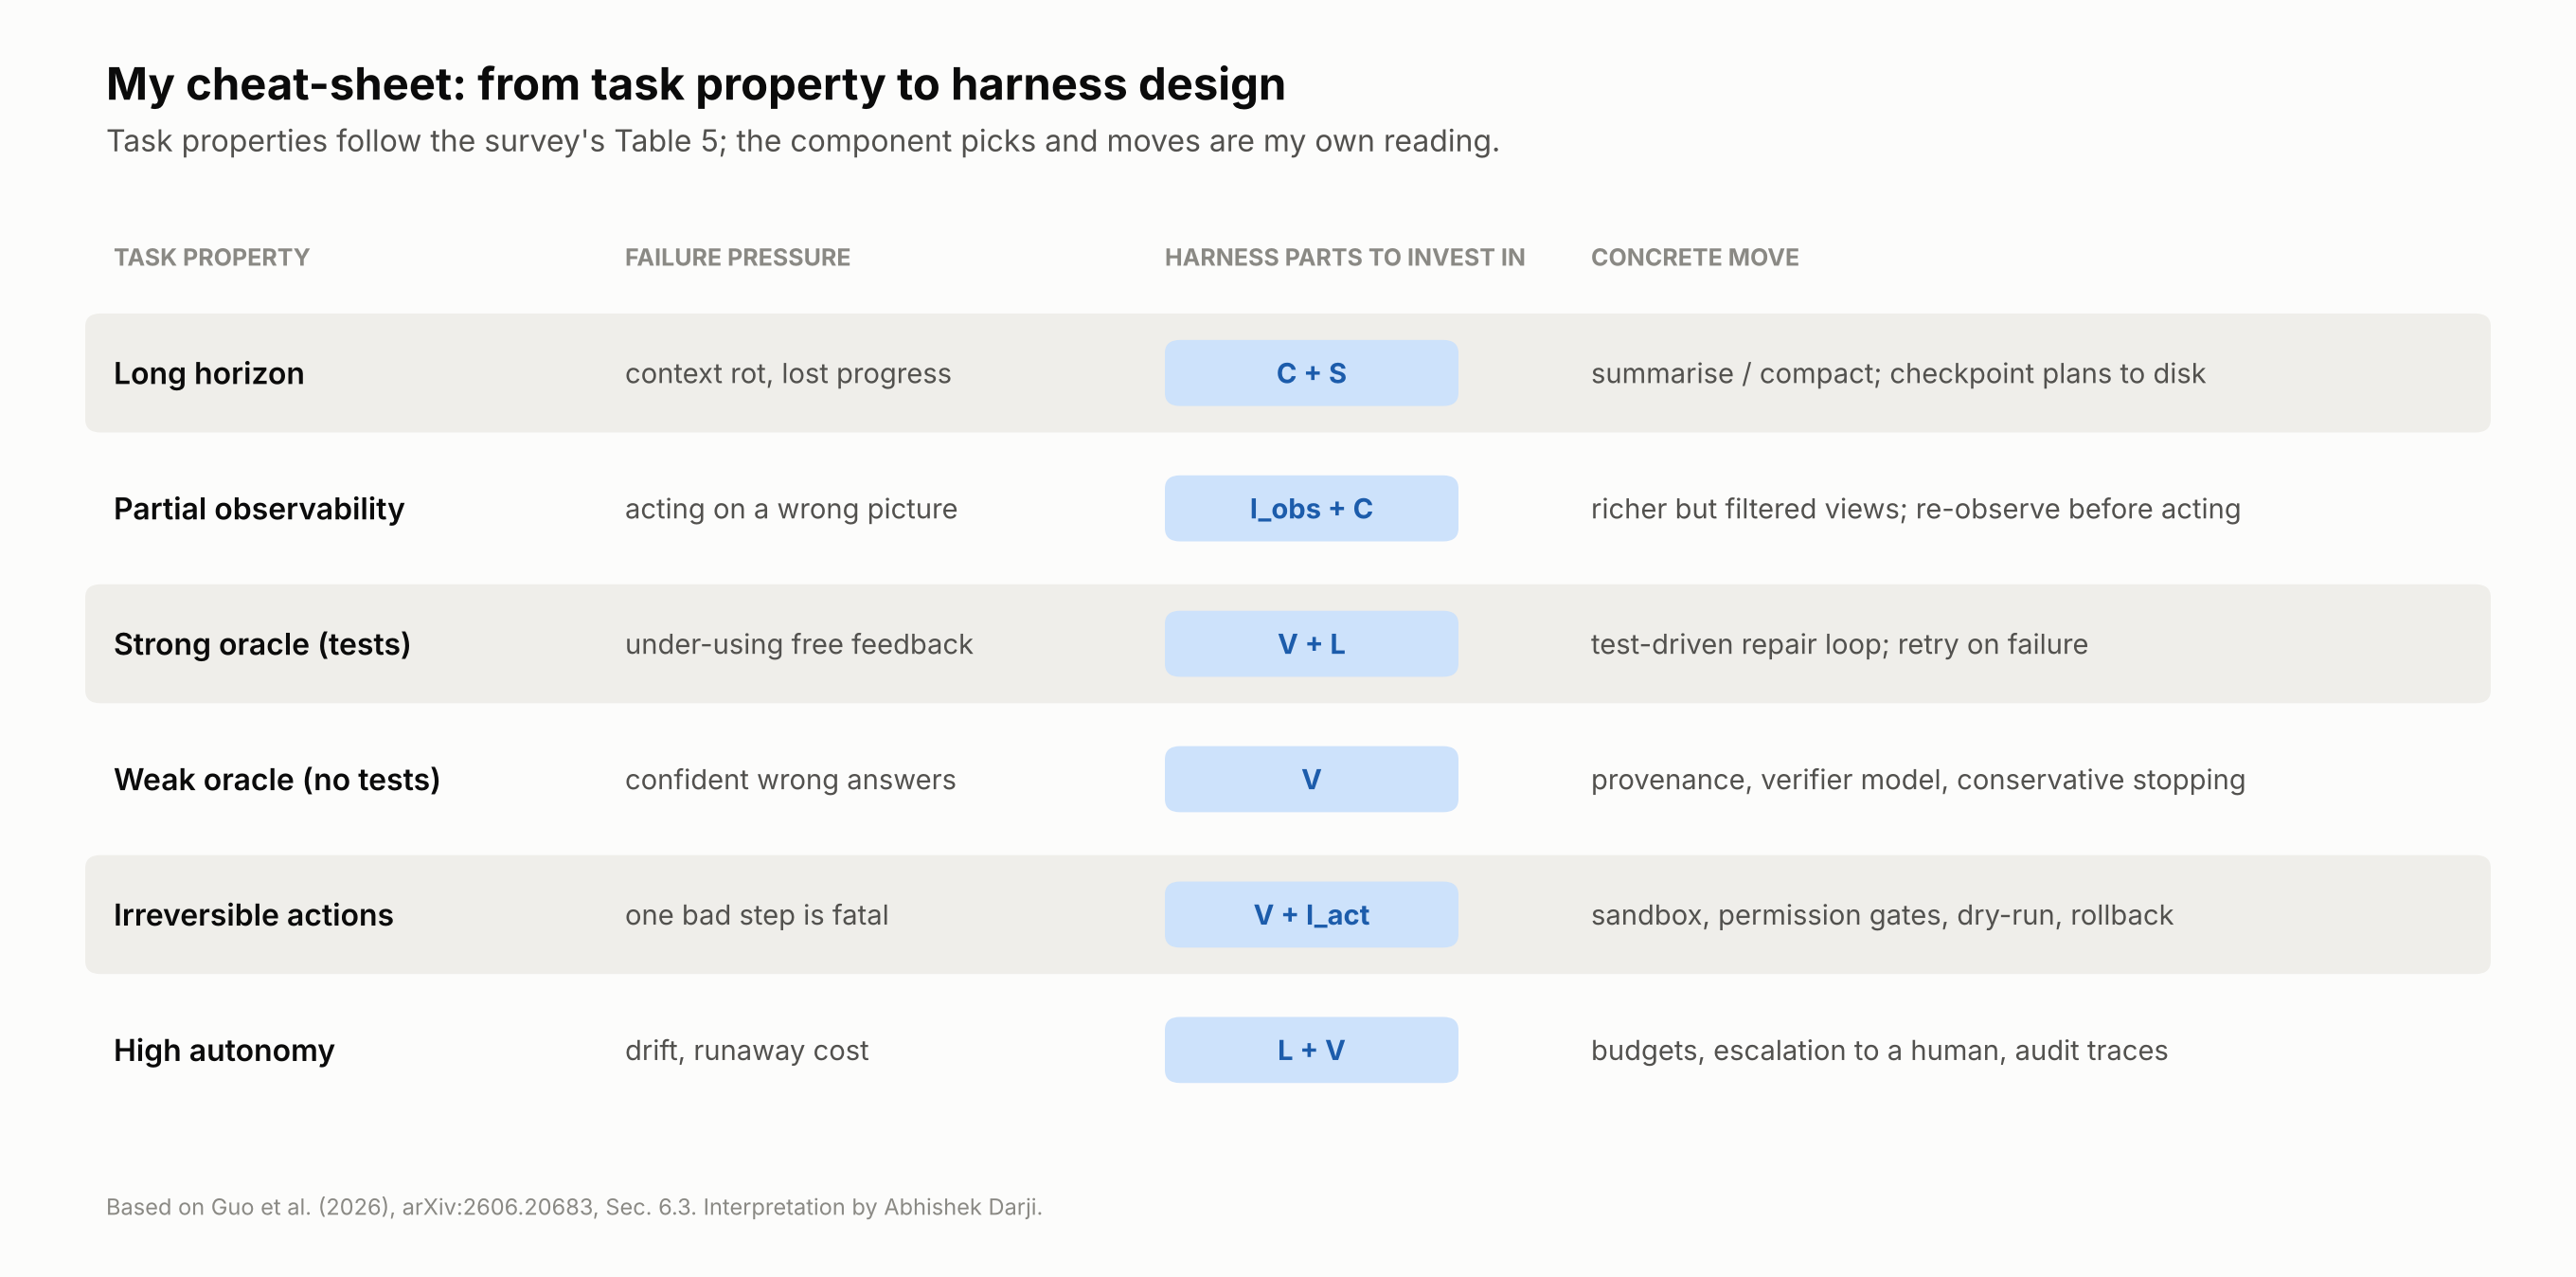 My cheat-sheet: from task property to harness design
Task properties follow the survey's Table 5; the component picks and moves are my own reading.
TASK PROPERTY FAILURE PRESSURE HARNESS PARTS TO INVEST IN CONCRETE MOVE
Long horizon context rot, lost progress C + S summarise / compact; checkpoint plans to disk
Partial observability acting on a wrong picture I_obs + C richer but filtered views; re-observe before acting
Strong oracle (tests) under-using free feedback V + L test-driven repair loop; retry on failure
Weak oracle (no tests) confident wrong answers V provenance, verifier model, conservative stopping
Irreversible actions one bad step is fatal V + I_act sandbox, permission gates, dry-run, rollback
High autonomy drift, runaway cost L + V budgets, escalation to a human, audit traces
Based on Guo et al. (2026), arXiv:2606.20683, Sec. 6.3. Interpretation by Abhishek Darji.